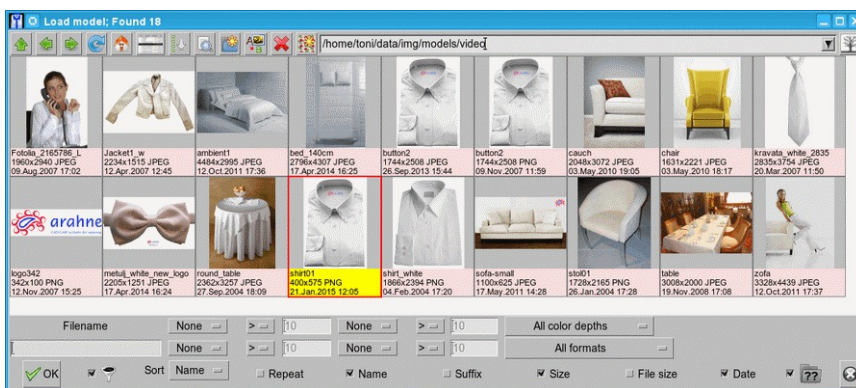 Load model; Found 18
/home/toni/data/img/models/video
Fotolia_2165786_L
1960x2940 JPEG
09.Aug.2007 17:02
Jacket1_w
2234x1515 JPEG
12.Apr.2007 12:45
ambient1
4484x2995 JPEG
12.Oct.2011 17:36
bed_140cm
2796x4307 JPEG
17.Apr.2014 16:25
button2
1744x2508 JPEG
26.Sep.2013 15:44
button2
1744x2508 PNG
09.Nov.2007 11:59
cauch
2048x3072 JPEG
03.May.2010 19:05
chair
1631x2221 JPEG
03.May.2010 18:17
kravata_white_2835
2835x3754 JPEG
20.Mar.2007 11:50
arahne
logo342
342x100 PNG
12.Nov.2007 15:25
metulj_white_new_logo
2205x1251 JPEG
17.Apr.2014 16:24
round_table
2362x3257 JPEG
27.Sep.2004 18:09
shirt01
400x575 PNG
21.Jan.2015 12:05
shirt_white
1866x2394 PNG
04.Feb.2004 17:20
sofa-small
1100x625 JPEG
17.May.2011 14:28
stol01
1728x2165 PNG
26.Jan.2004 17:28
table
3008x2000 JPEG
19.Nov.2008 17:08
zofa
3328x4439 JPEG
12.Oct.2011 17:37
Filename None > 10 None > 10 All color depths
None > 10 None > 10 All formats
OK Sort Name Repeat Name Suffix Size File size Date ??